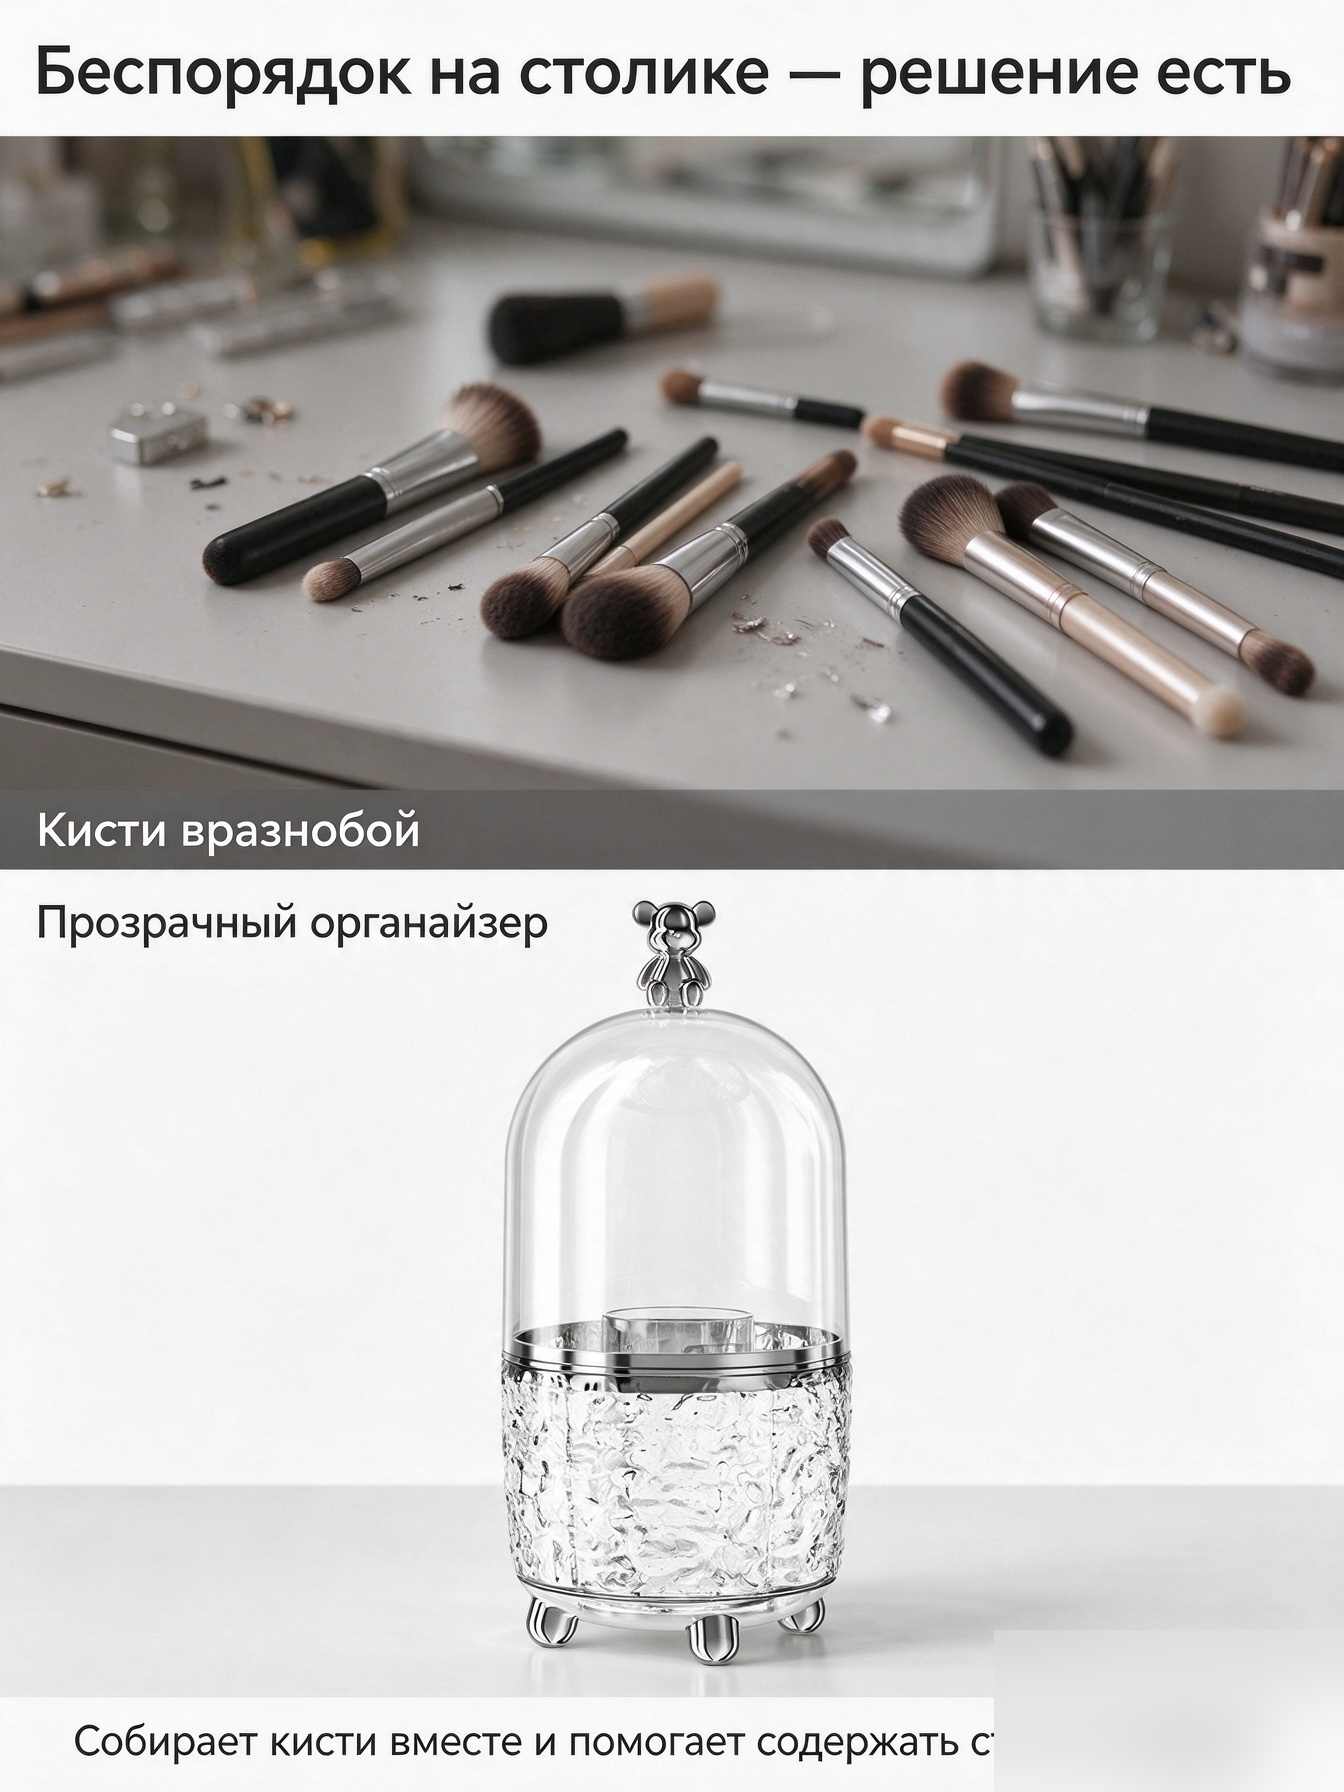 Беспорядок на столике — решение есть
Кисти вразнобой
Прозрачный органайзер
Собирает кисти вместе и помогает содержать